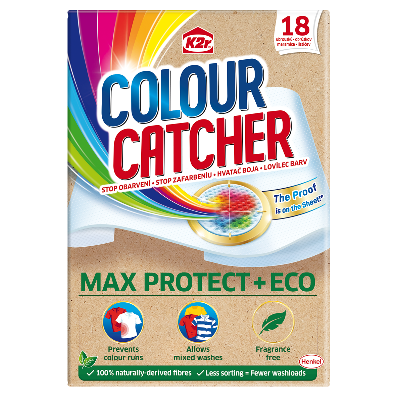 K2r
18
COLOUR
CATCHER
STOP OBARVENÍ • STOP ZAFARBENIU • HVATAČ BOJA • LOVILEC BARV
The Proof
is on the Sheet!
MAX PROTECT + ECO
Prevents
colour runs
Allows
mixed washes
Fragrance
free
Henkel
100% naturally-derived fibres
Less sorting = Fewer washloads